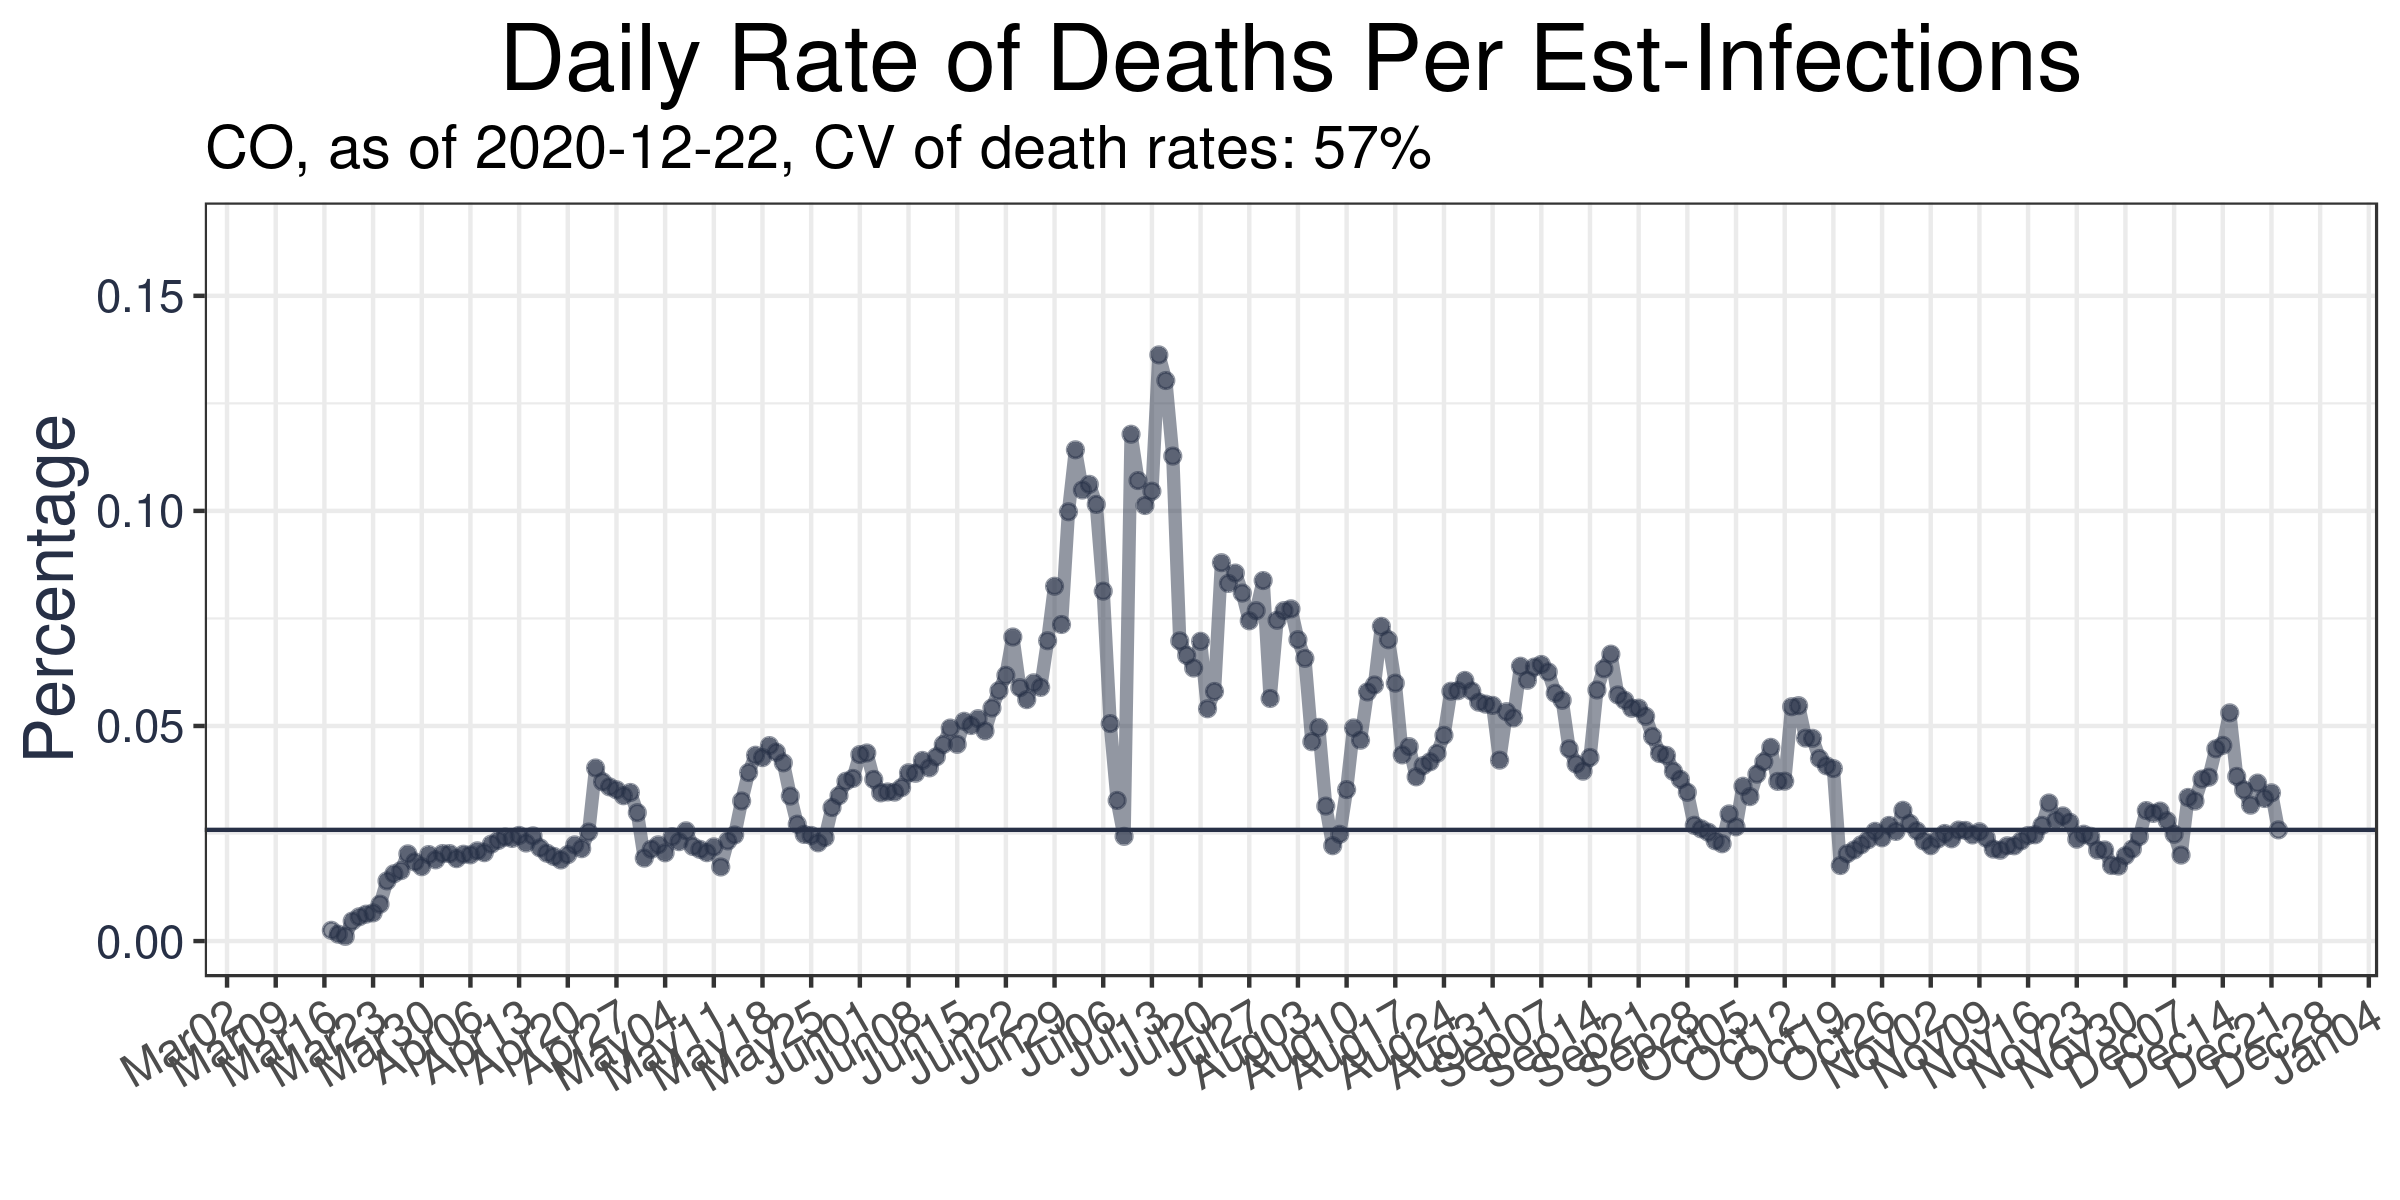 Daily Rate of Deaths Per Est-Infections
CO, as of 2020-12-22, CV of death rates: 57%
Percentage
0.15
0.10
0.05
0.00
Mar02
Mar09
Mar16
Mar23
Mar30
Apr06
Apr13
Apr20
Apr27
May04
May11
May18
May25
Jun01
Jun08
Jun15
Jun22
Jun29
Jul06
Jul13
Jul20
Jul27
Aug03
Aug10
Aug17
Aug24
Aug31
Sep07
Sep14
Sep21
Sep28
Oct05
Oct12
Oct19
Oct26
Nov02
Nov09
Nov16
Nov23
Nov30
Dec07
Dec14
Dec21
Dec28
Jan04